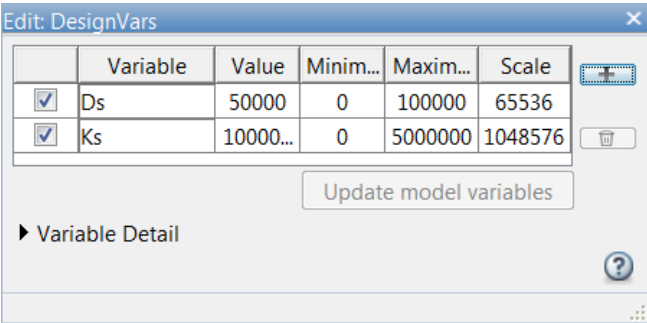 Edit: DesignVars
Variable Value Minim... Maxim... Scale
Ds 50000 0 100000 65536
Ks 10000... 0 5000000 1048576
Update model variables
Variable Detail
?